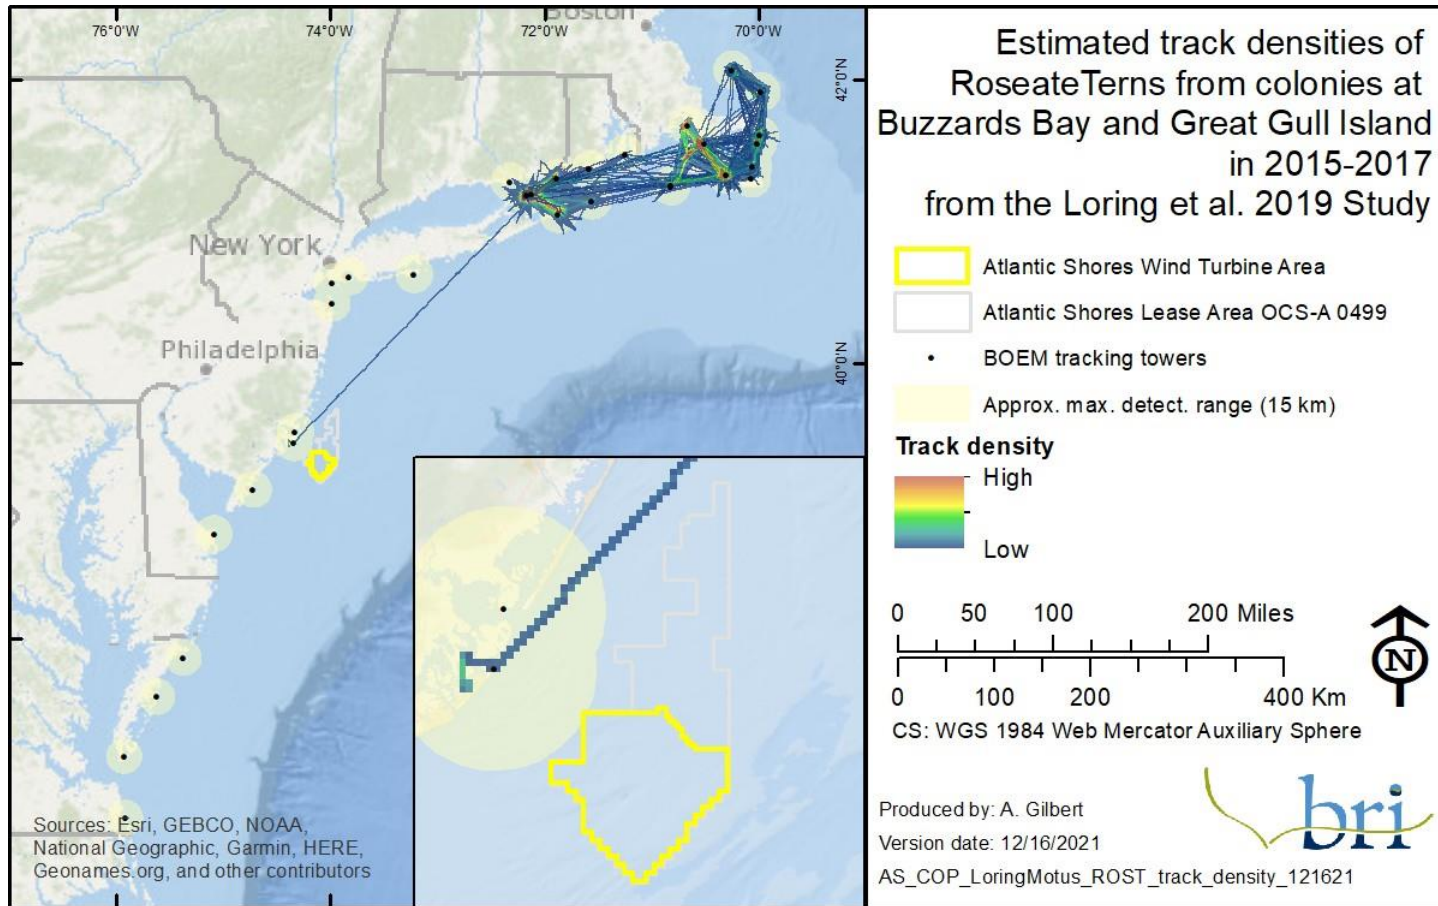 76°0'W
74°0'W
72°0'W
70°0'W
Boston
42°0'N
New York
Philadelphia
40°0'N
Sources: Esri, GEBCO, NOAA,
National Geographic, Garmin, HERE,
Geonames.org, and other contributors
Estimated track densities of
RoseateTerns from colonies at
Buzzards Bay and Great Gull Island
in 2015-2017
from the Loring et al. 2019 Study
Atlantic Shores Wind Turbine Area
Atlantic Shores Lease Area OCS-A 0499
BOEM tracking towers
Approx. max. detect. range (15 km)
Track density
High
Low
0 50 100 200 Miles
0 100 200 400 Km
N
CS: WGS 1984 Web Mercator Auxiliary Sphere
Produced by: A. Gilbert
Version date: 12/16/2021
AS_COP_LoringMotus_ROST_track_density_121621
bri